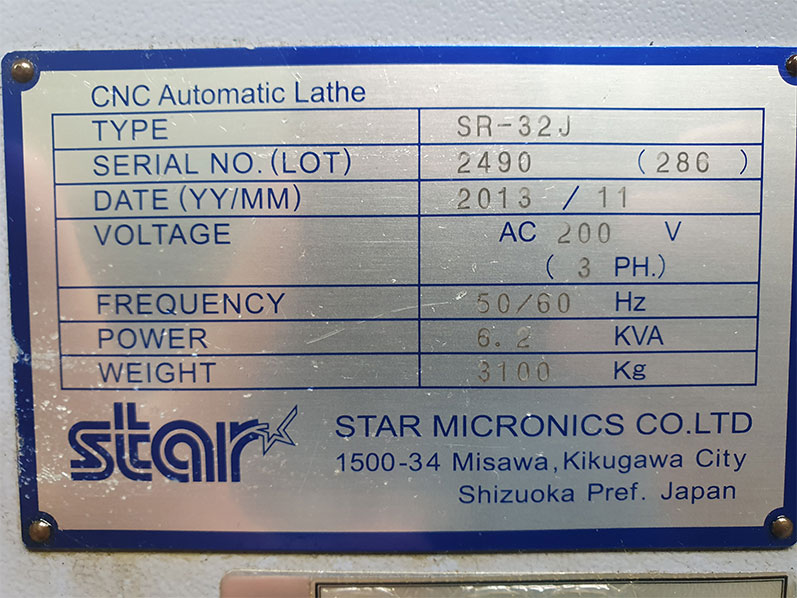 CNC Automatic Lathe
TYPE SR-32J
SERIAL NO.(LOT) 2490 (286)
DATE (YY/MM) 2013 / 11
VOLTAGE AC 200 V
(3 PH.)
FREQUENCY 50/60 Hz
POWER 6.2 KVA
WEIGHT 3100 Kg
star STAR MICRONICS CO.LTD
1500-34 Misawa,Kikugawa City
Shizuoka Pref. Japan